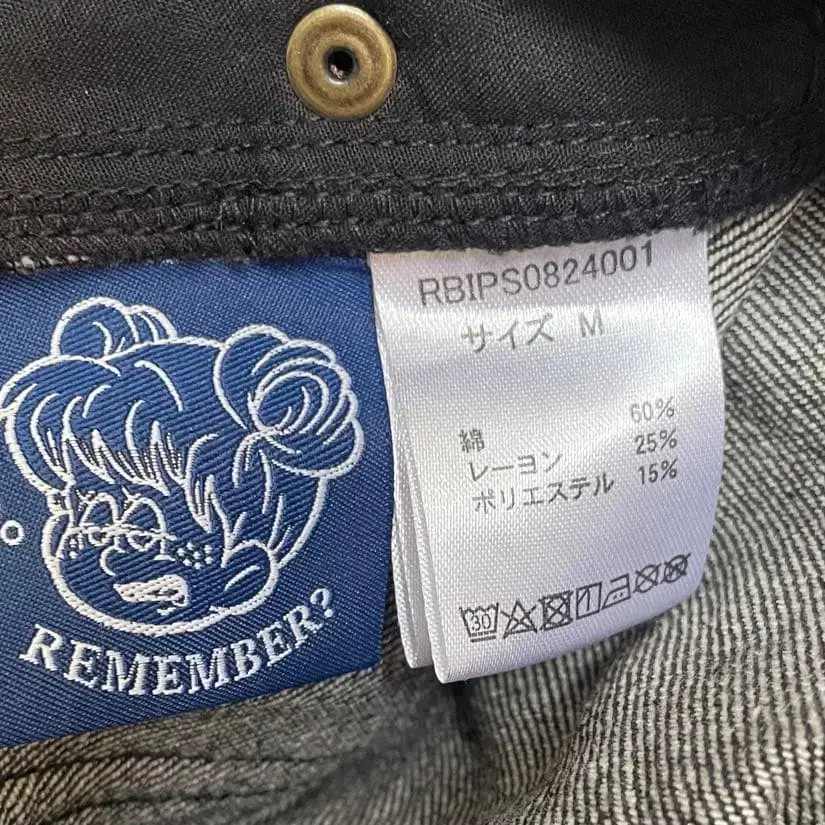 RBIPS0824001
サイズ M
綿 60%
レーヨン 25%
ポリエステル 15%
30
REMEMBER?